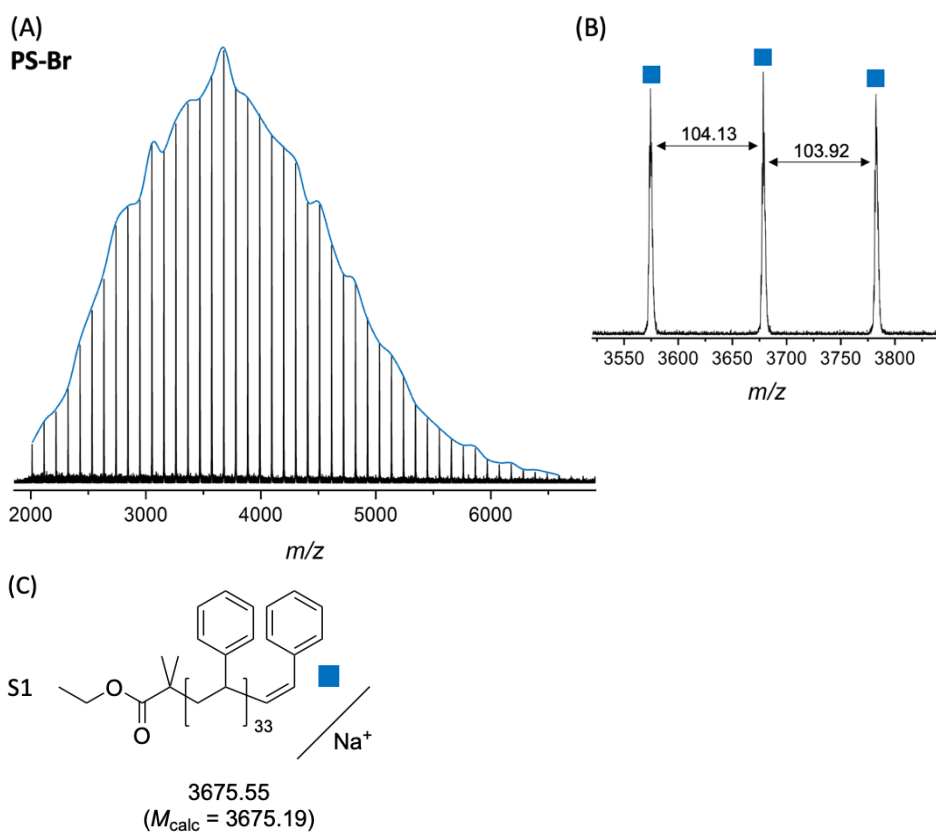 (A)
PS-Br
2000 3000 4000 5000 6000
m/z
(B)
104.13
103.92
3550 3600 3650 3700 3750 3800
m/z
(C)
S1
O
O
33
Na⁺
3675.55
(Mcalc = 3675.19)